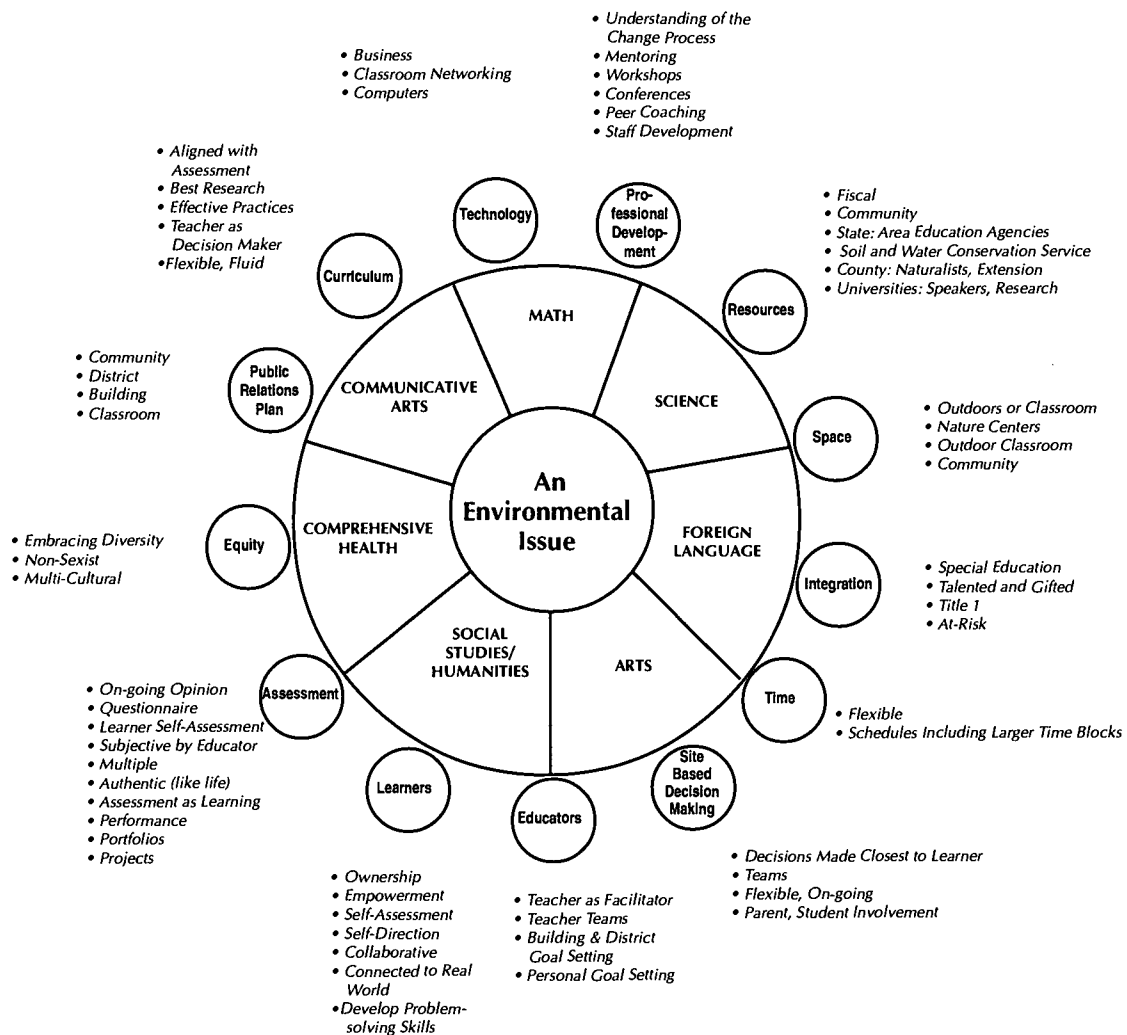 • Understanding of the
Change Process
• Mentoring
• Workshops
• Conferences
• Peer Coaching
• Staff Development
• Business
• Classroom Networking
• Computers
• Aligned with
Assessment
• Best Research
• Effective Practices
• Teacher as
Decision Maker
•Flexible, Fluid
Technology
Pro-
fessional
Develop-
ment
• Fiscal
• Community
• State: Area Education Agencies
• Soil and Water Conservation Service
• County: Naturalists, Extension
• Universities: Speakers, Research
Curriculum
Resources
MATH
• Community
• District
• Building
• Classroom
Public
Relations
Plan
COMMUNICATIVE
ARTS
SCIENCE
Space
• Outdoors or Classroom
• Nature Centers
• Outdoor Classroom
• Community
An
Environmental
Issue
• Embracing Diversity
• Non-Sexist
• Multi-Cultural
Equity
COMPREHENSIVE
HEALTH
FOREIGN
LANGUAGE
Integration
• Special Education
• Talented and Gifted
• Title 1
• At-Risk
SOCIAL
STUDIES/
HUMANITIES
ARTS
Assessment
Time
• On-going Opinion
• Questionnaire
• Learner Self-Assessment
• Subjective by Educator
• Multiple
• Authentic (like life)
• Assessment as Learning
• Performance
• Portfolios
• Projects
• Flexible
• Schedules Including Larger Time Blocks
Learners
Educators
Site
Based
Decision
Making
• Ownership
• Empowerment
• Self-Assessment
• Self-Direction
• Collaborative
• Connected to Real
World
•Develop Problem-
solving Skills
• Teacher as Facilitator
• Teacher Teams
• Building & District
Goal Setting
• Personal Goal Setting
• Decisions Made Closest to Learner
• Teams
• Flexible, On-going
• Parent, Student Involvement